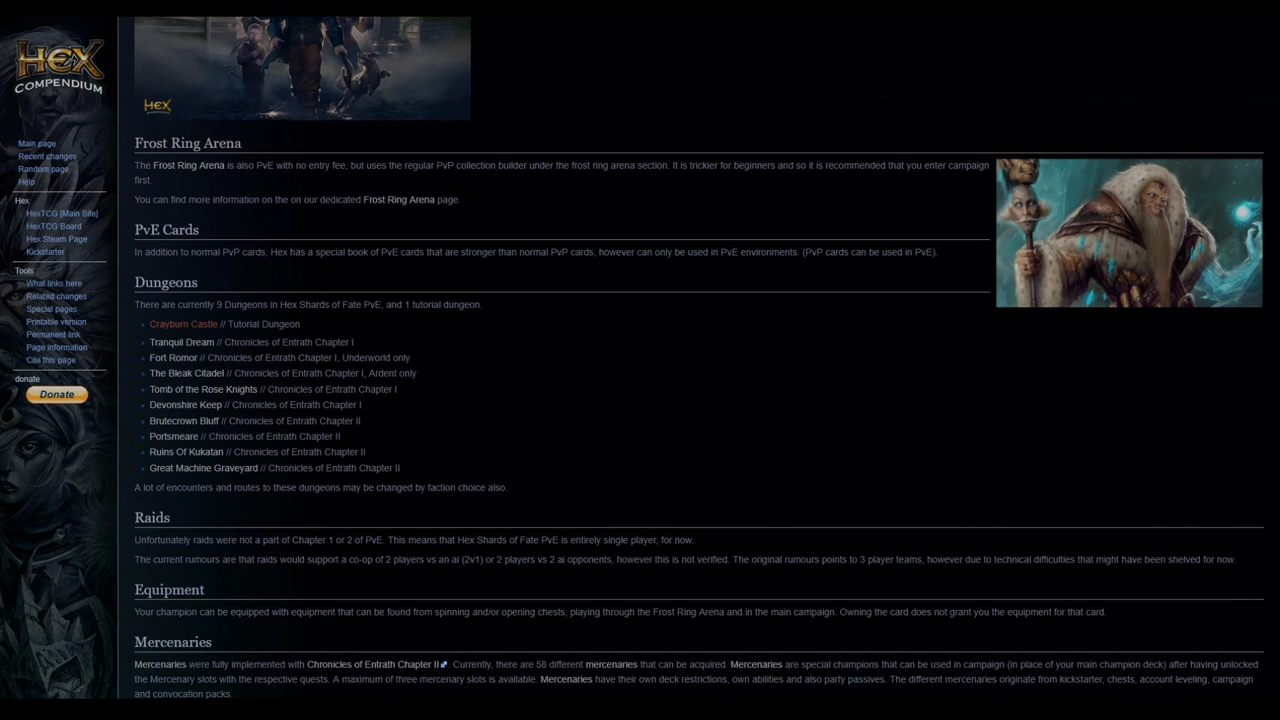 HEX
COMPENDIUM
Main page
Recent changes
Random page
Help
Hex
HexTCG [Main Site]
HexTCG Board
Hex Steam Page
Kickstarter
Tools
What links here
Related changes
Special pages
Printable version
Permanent link
Page information
Cite this page
donate
Donate
HEX
Frost Ring Arena
The Frost Ring Arena is also PvE with no entry fee, but uses the regular PvP collection builder under the frost ring arena section. It is trickier for beginners and so it is recommended that you enter campaign
first.
You can find more information on the on our dedicated Frost Ring Arena page.
PvE Cards
In addition to normal PvP cards, Hex has a special book of PvE cards that are stronger than normal PvP cards, however can only be used in PvE environments. (PvP cards can be used in PvE).
Dungeons
There are currently 9 Dungeons in Hex Shards of Fate PvE, and 1 tutorial dungeon.
Crayburn Castle // Tutorial Dungeon
Tranquil Dream // Chronicles of Entrath Chapter I
Fort Romor // Chronicles of Entrath Chapter I, Underworld only
The Bleak Citadel // Chronicles of Entrath Chapter I, Ardent only
Tomb of the Rose Knights // Chronicles of Entrath Chapter I
Devonshire Keep // Chronicles of Entrath Chapter I
Brutecrown Bluff // Chronicles of Entrath Chapter II
Portsmeare // Chronicles of Entrath Chapter II
Ruins Of Kukatan // Chronicles of Entrath Chapter II
Great Machine Graveyard // Chronicles of Entrath Chapter II
A lot of encounters and routes to these dungeons may be changed by faction choice also.
Raids
Unfortunately raids were not a part of Chapter 1 or 2 of PvE. This means that Hex Shards of Fate PvE is entirely single player, for now.
The current rumours are that raids would support a co-op of 2 players vs an ai (2v1) or 2 players vs 2 ai opponents, however this is not verified. The original rumours points to 3 player teams, however due to technical difficulties that might have been shelved for now.
Equipment
Your champion can be equipped with equipment that can be found from spinning and/or opening chests, playing through the Frost Ring Arena and in the main campaign. Owning the card does not grant you the equipment for that card.
Mercenaries
Mercenaries were fully implemented with Chronicles of Entrath Chapter II. Currently, there are 58 different mercenaries that can be acquired. Mercenaries are special champions that can be used in campaign (in place of your main champion deck) after having unlocked
the Mercenary slots with the respective quests. A maximum of three mercenary slots is available. Mercenaries have their own deck restrictions, own abilities and also party passives. The different mercenaries originate from kickstarter, chests, account leveling, campaign
and convocation packs.